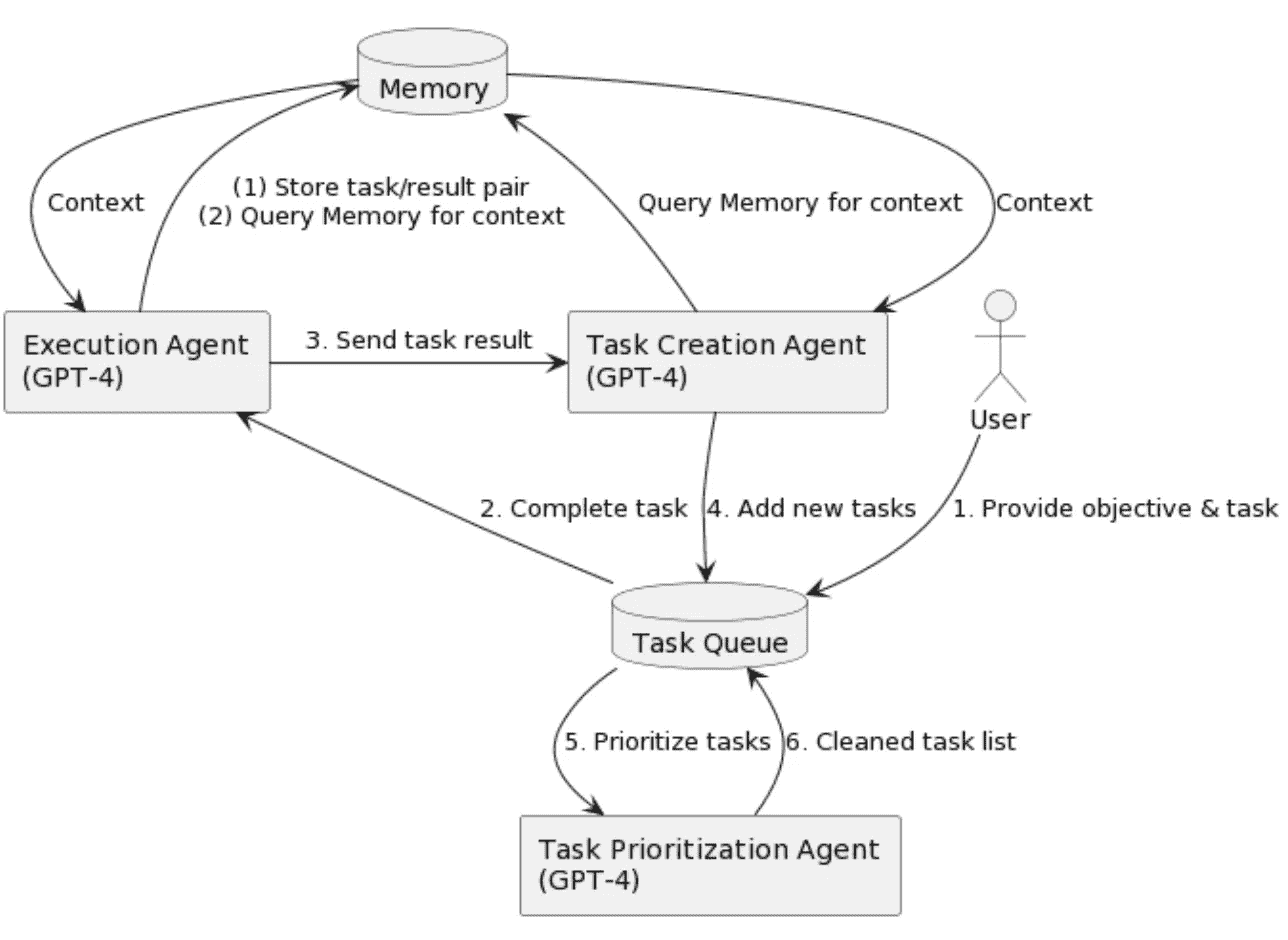 Memory
Context
(1) Store task/result pair
(2) Query Memory for context
Query Memory for context
Context
Execution Agent
(GPT-4)
3. Send task result
Task Creation Agent
(GPT-4)
User
2. Complete task
4. Add new tasks
1. Provide objective & task
Task Queue
5. Prioritize tasks
6. Cleaned task list
Task Prioritization Agent
(GPT-4)